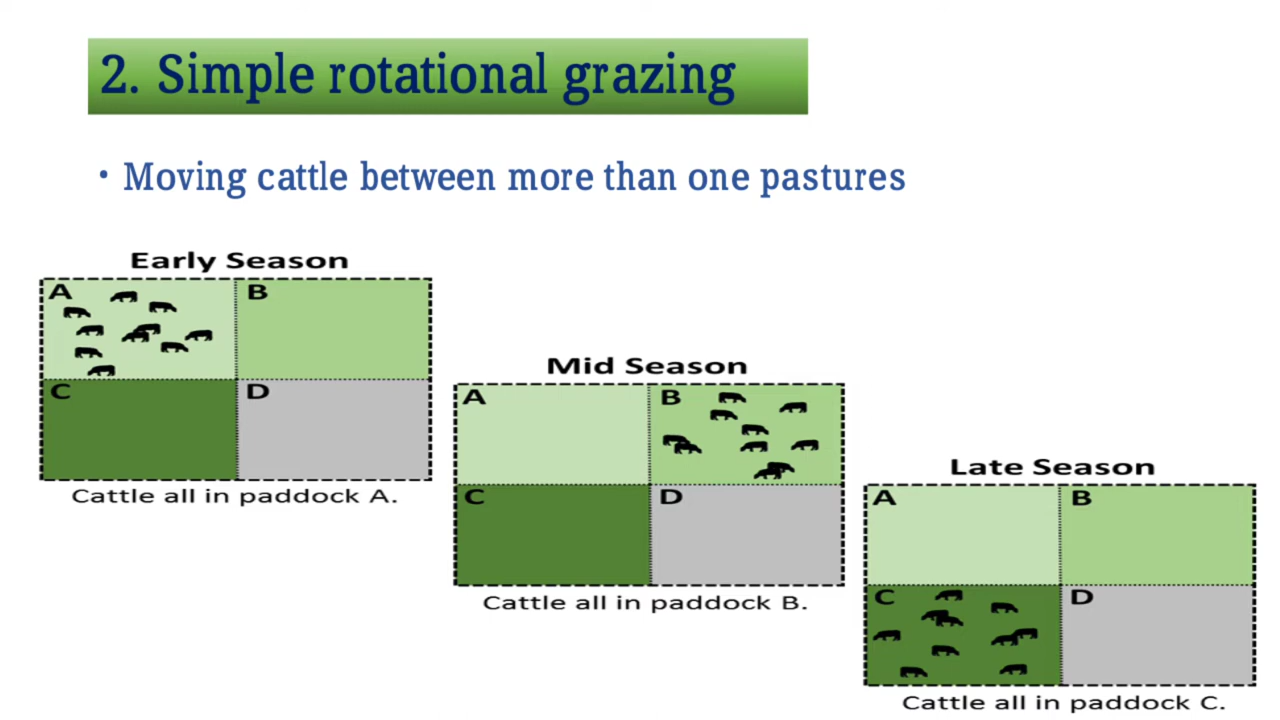 2. Simple rotational grazing
• Moving cattle between more than one pastures
Early Season
A B
C D
Cattle all in paddock A.
Mid Season
A B
C D
Cattle all in paddock B.
Late Season
A B
C D
Cattle all in paddock C.